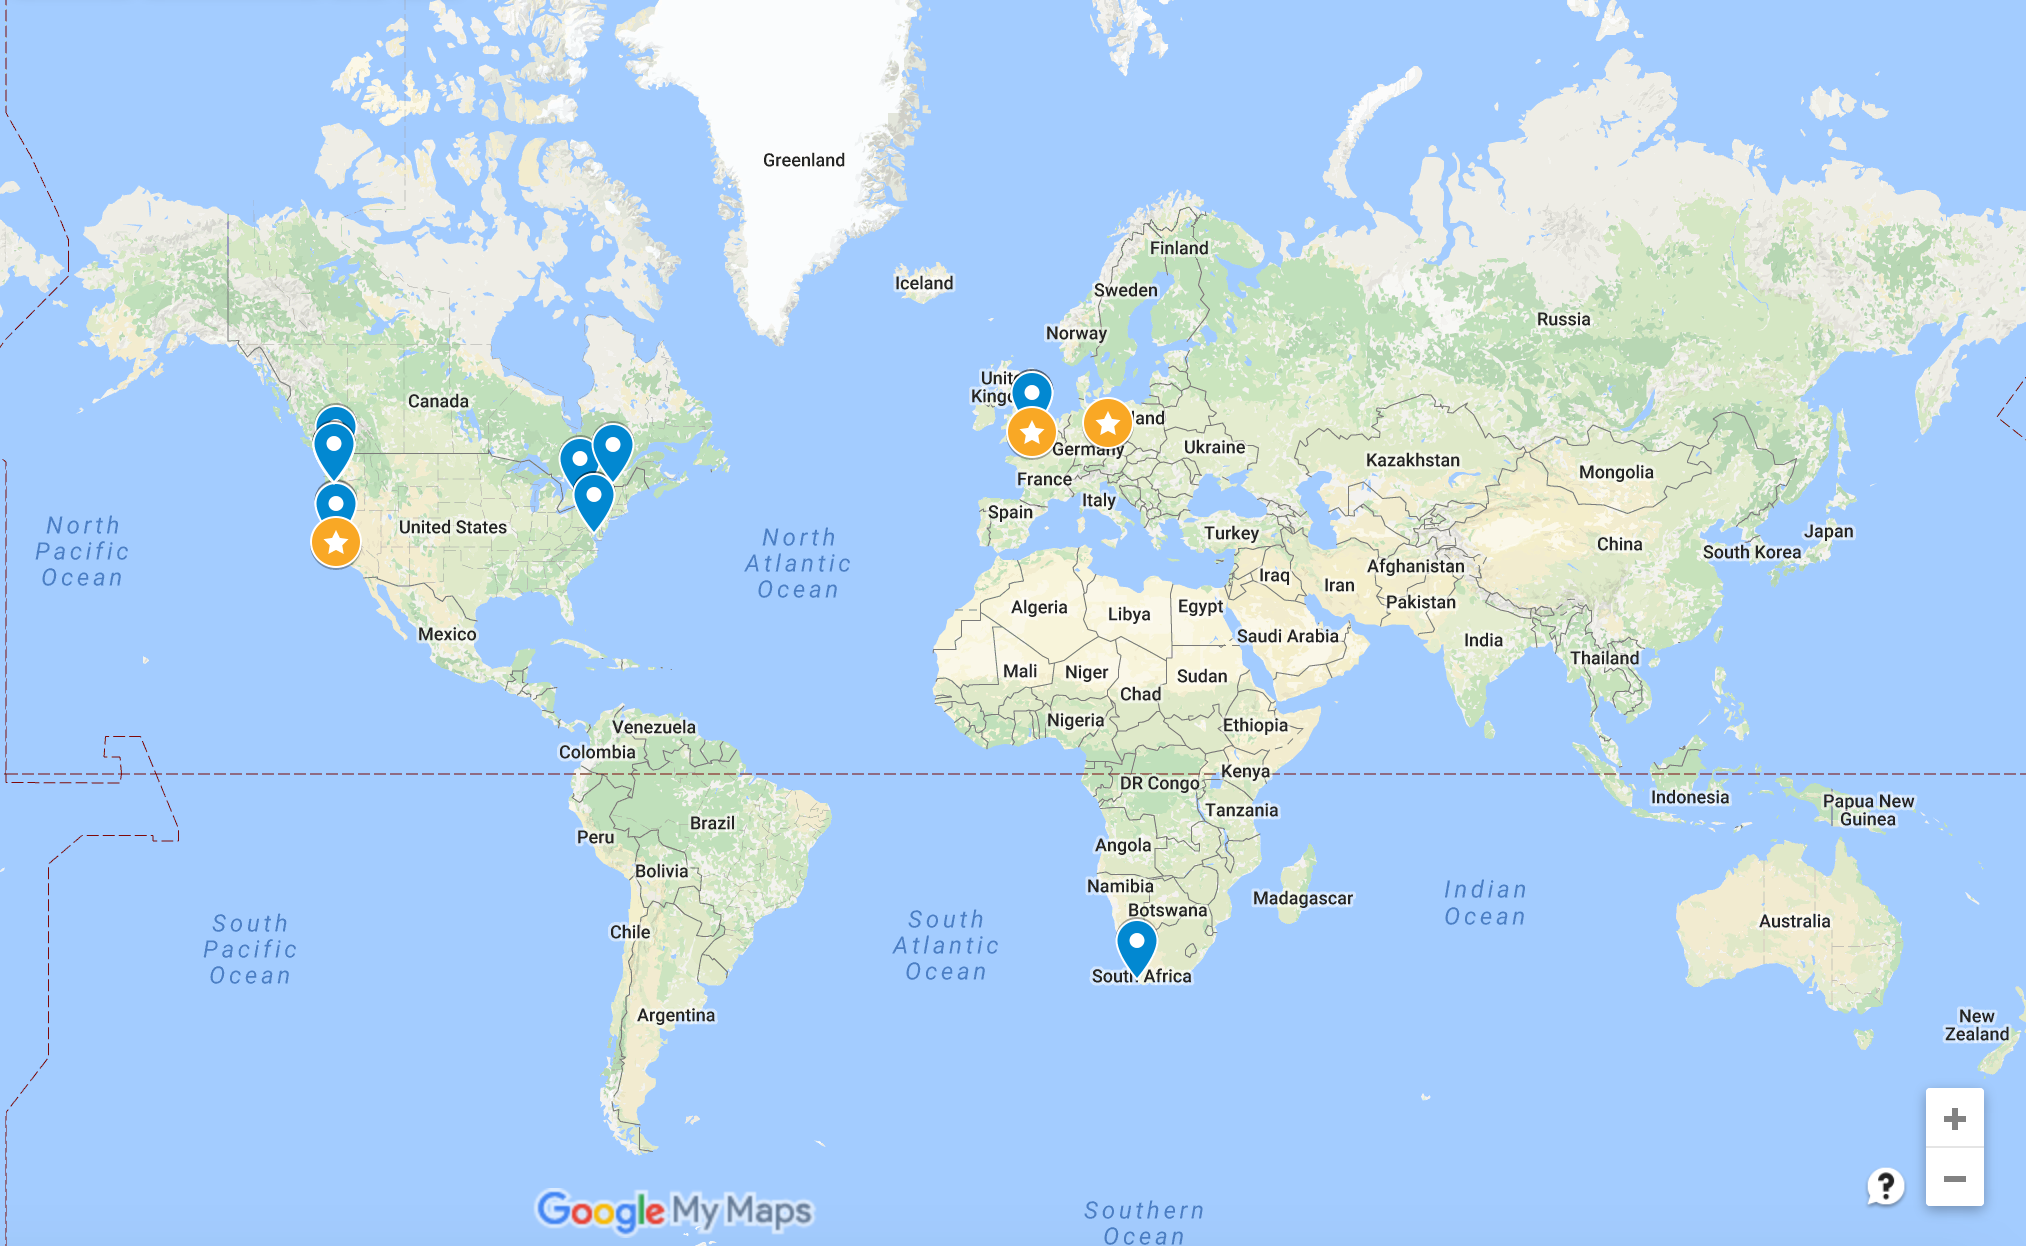 Greenland
Finland
Iceland
Sweden
Russia
Norway
Unit
King
Canada
land
Ukraine
Germany
Kazakhstan
Mongolia
France
Italy
Spain
United States
North
Pacific
Ocean
North
Atlantic
Ocean
Turkey
Japan
China
South Korea
Afghanistan
Iraq
Iran
Pakistan
Algeria
Libya
Egypt
Saudi Arabia
India
Mexico
Thailand
Mali
Niger
Sudan
Chad
Nigeria
Ethiopia
Venezuela
Colombia
Kenya
DR Congo
Indonesia
Papua New
Guinea
Tanzania
Brazil
Peru
Angola
Bolivia
Namibia
Madagascar
Indian
Ocean
Botswana
Australia
South
Pacific
Ocean
Chile
South
Atlantic
Ocean
South Africa
Argentina
New
Zealand
Google My Maps
Southern
Ocean
+
?
−